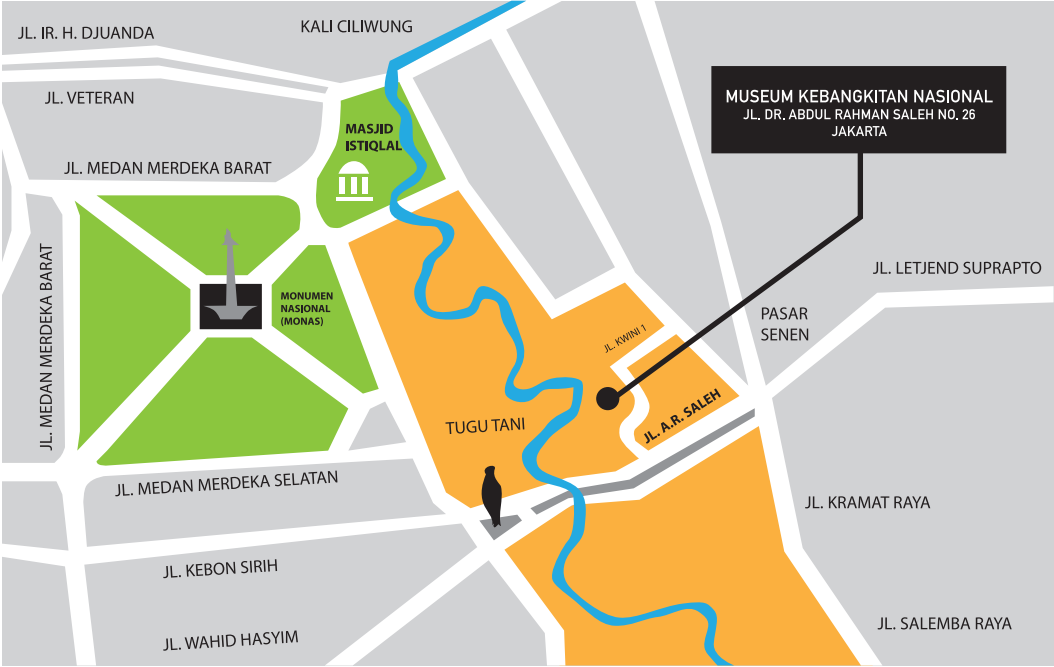 JL. IR. H. DJUANDA
KALI CILIWUNG
JL. VETERAN
MUSEUM KEBANGKITAN NASIONAL
JL. DR. ABDUL RAHMAN SALEH NO. 26
JAKARTA
MASJID
ISTIQLAL
JL. MEDAN MERDEKA BARAT
JL. MEDAN MERDEKA BARAT
MONUMEN
NASIONAL
(MONAS)
JL. LETJEND SUPRAPTO
PASAR
SENEN
JL. KWINI 1
JL. A.R. SALEH
TUGU TANI
JL. MEDAN MERDEKA SELATAN
JL. KRAMAT RAYA
JL. KEBON SIRIH
JL. WAHID HASYIM
JL. SALEMBA RAYA